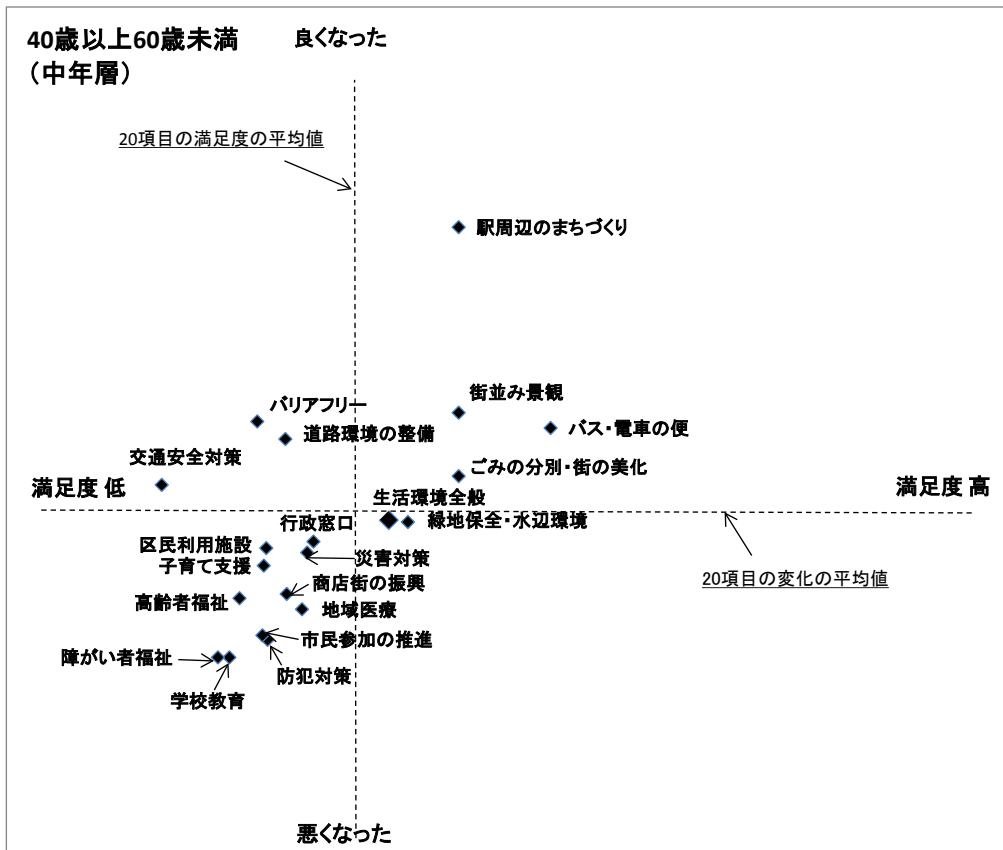 40歳以上60歳未満
（中年層）
良くなった
20項目の満足度の平均値
駅周辺のまちづくり
街並み景観
バリアフリー
バス・電車の便
道路環境の整備
交通安全対策
ごみの分別・街の美化
満足度 低
満足度 高
生活環境全般
行政窓口
緑地保全・水辺環境
区民利用施設
災害対策
子育て支援
20項目の変化の平均値
商店街の振興
高齢者福祉
地域医療
市民参加の推進
障がい者福祉
防犯対策
学校教育
悪くなった